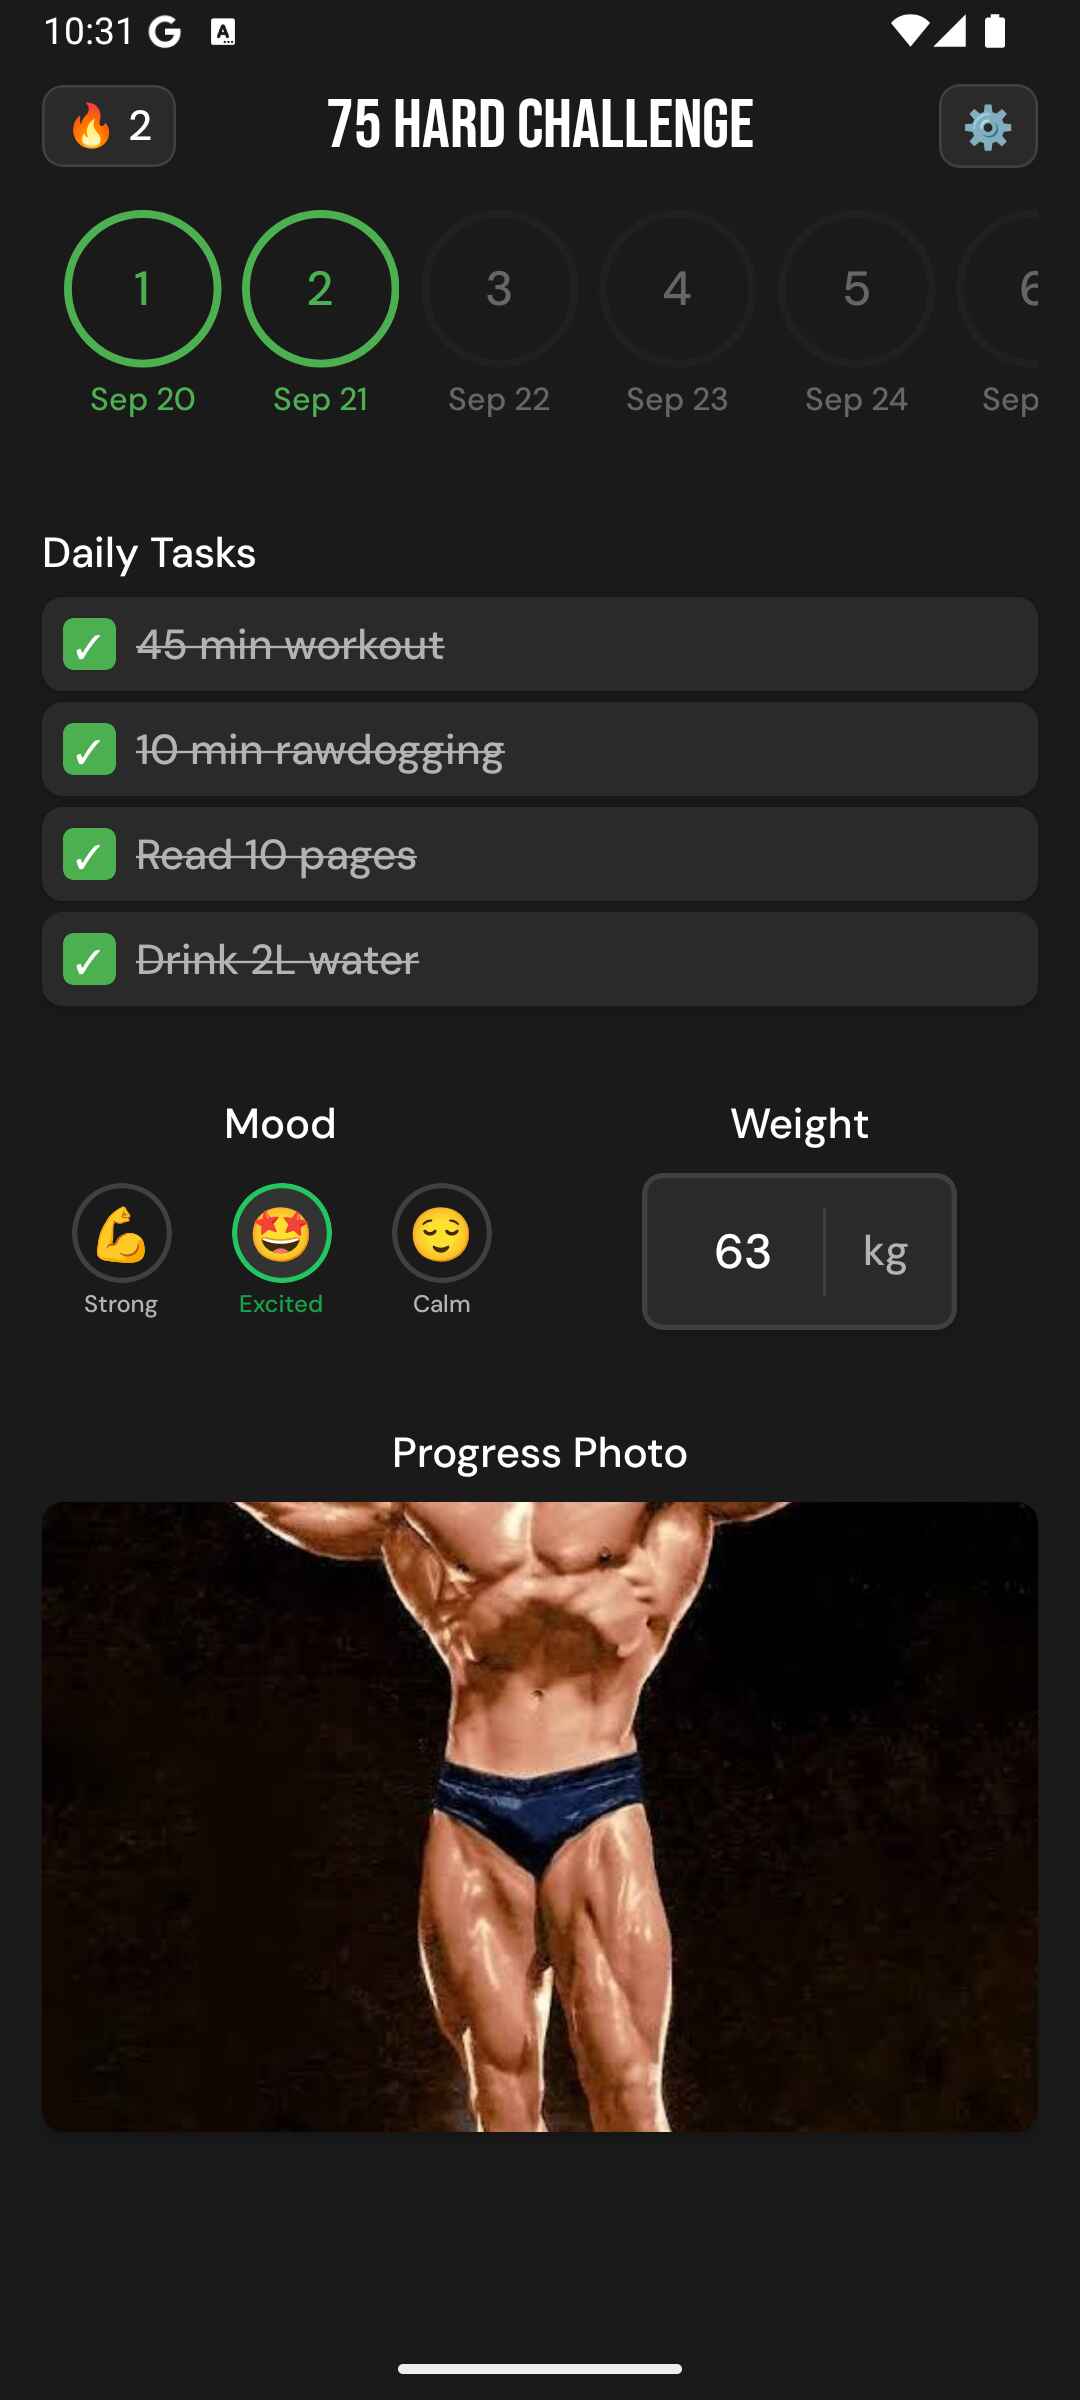 10:31
🔥 2
75 HARD CHALLENGE
1 2 3 4 5 6
Sep 20 Sep 21 Sep 22 Sep 23 Sep 24 Sep
Daily Tasks
✓ 45 min workout
✓ 10 min rawdogging
✓ Read 10 pages
✓ Drink 2L water
Mood
Strong Excited Calm
Weight
63 kg
Progress Photo